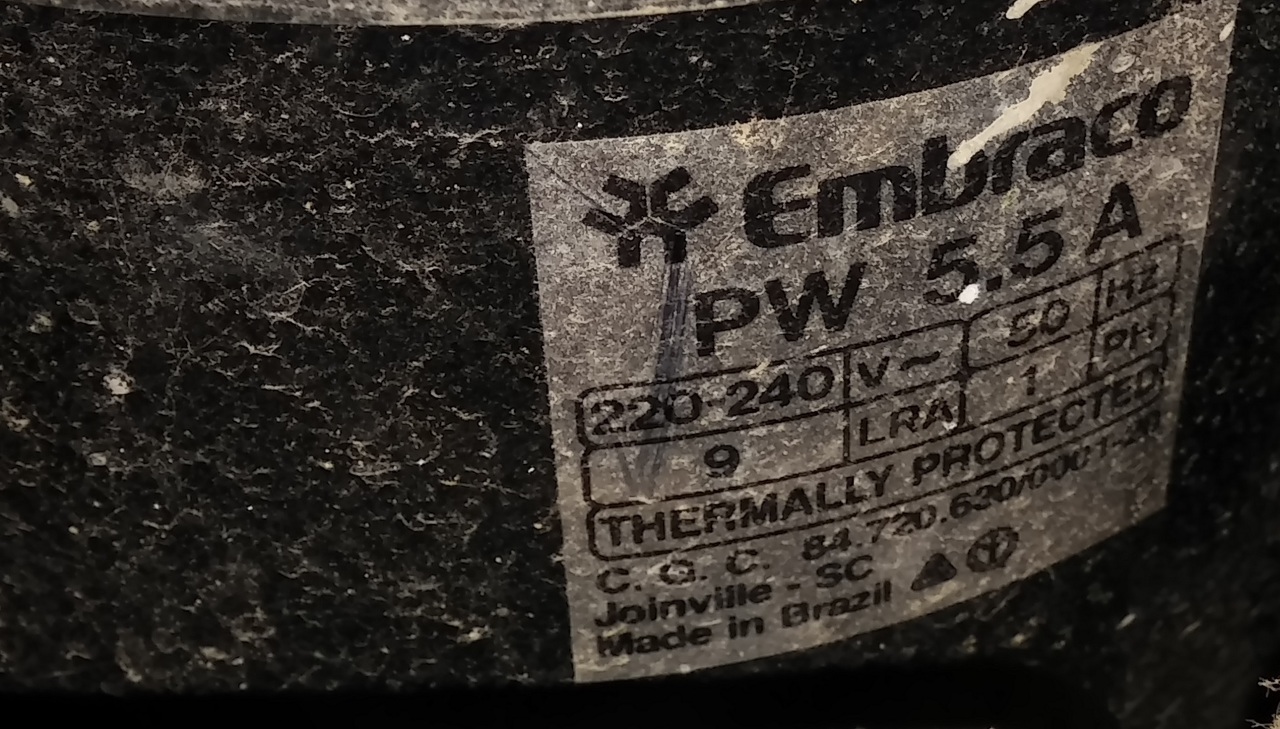 Embraco
PW 5.5 A
220-240 V~ 50 HZ
9 LRA 1 PH
THERMALLY PROTECTED
C. G. C. 84.720.630/0001-20
Joinville - SC
Made in Brazil